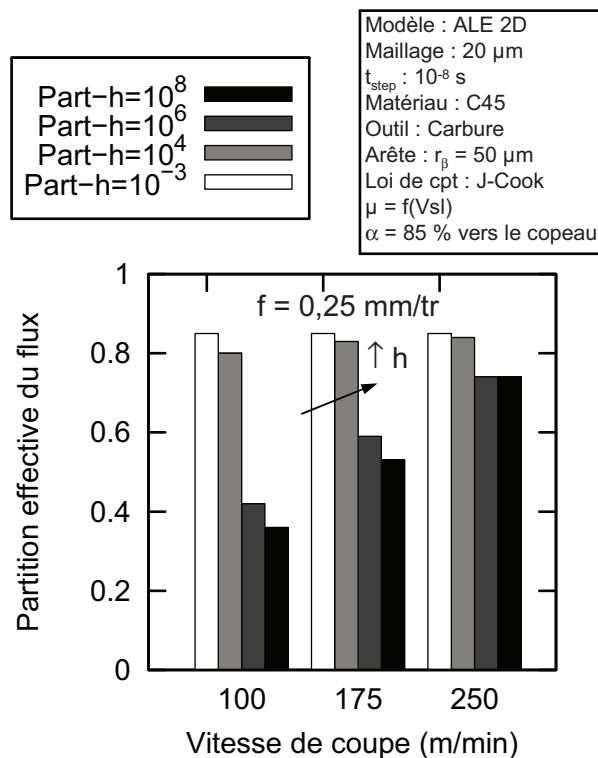 Part−h=10⁸
Part−h=10⁶
Part−h=10⁴
Part−h=10⁻³
Modèle : ALE 2D
Maillage : 20 µm
tstep : 10⁻⁸ s
Matériau : C45
Outil : Carbure
Arête : rβ = 50 µm
Loi de cpt : J-Cook
µ = f(Vsl)
α = 85 % vers le copeau
f = 0,25 mm/tr
↑ h
Partition effective du flux
1
0.8
0.6
0.4
0.2
0
100 175 250
Vitesse de coupe (m/min)